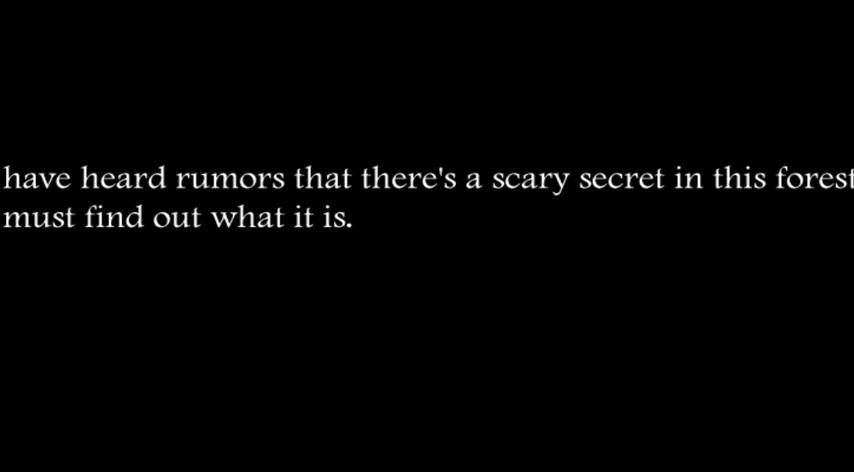 have heard rumors that there's a scary secret in this forest
must find out what it is.